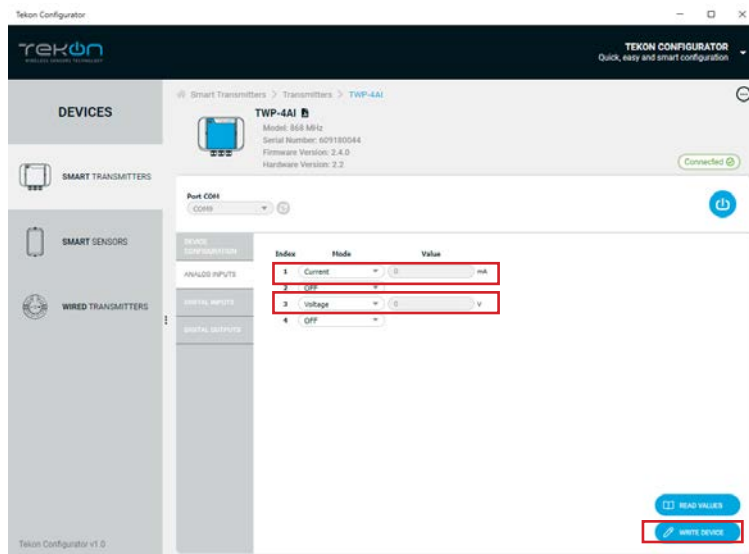 Tekon Configurator
TEKON
WIRELESS SENSORS TECHNOLOGY
TEKON CONFIGURATOR
Quick, easy and smart configuration
DEVICES
SMART TRANSMITTERS
SMART SENSORS
WIRED TRANSMITTERS
Tekon Configurator v1.0
Smart Transmitters > Transmitters > TWP-4AI
TWP-4AI
Model: 868 MHz
Serial Number: 609180044
Firmware Version: 2.4.0
Hardware Version: 2.2
Connected
Port COM
COM9
DEVICE
CONFIGURATION
ANALOG INPUTS
DIGITAL INPUTS
DIGITAL OUTPUTS
Index Mode Value
1 Current 0 mA
2 OFF
3 Voltage 0 V
4 OFF
READ VALUES
WRITE DEVICE